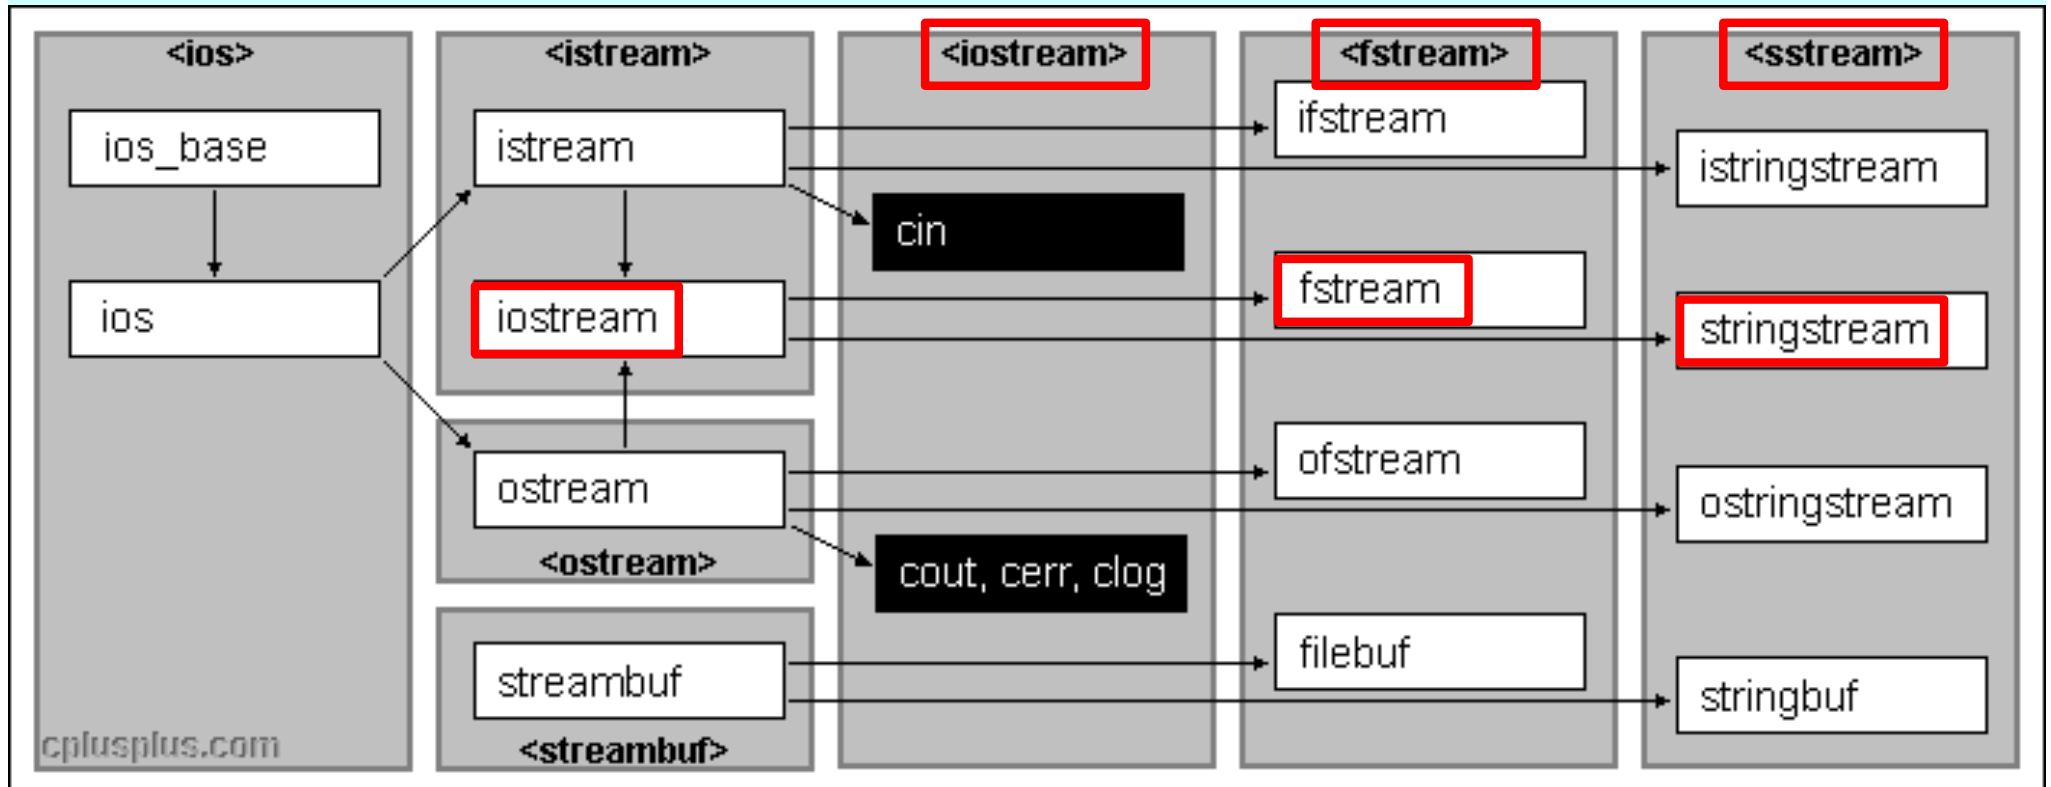 <ios>
ios_base
ios
cplusplus.com
<istream>
istream
iostream
ostream
<ostream>
streambuf
<streambuf>
<iostream>
cin
cout, cerr, clog
<fstream>
ifstream
fstream
ofstream
filebuf
<sstream>
istringstream
stringstream
ostringstream
stringbuf